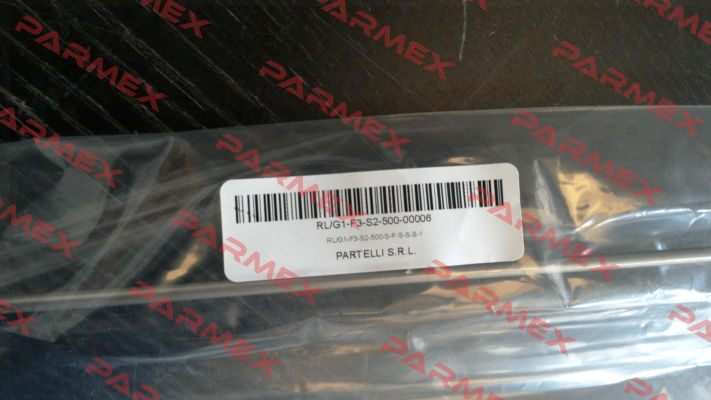 RL/G1-F3-S2-500-00006
RL/G1-F3-S2-500-S-P-S-S-S-1
PARTELLI S.R.L.
PARMEX